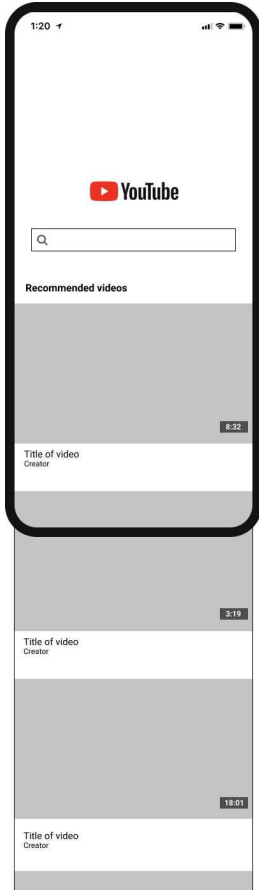 1:20
YouTube
Recommended videos
8:32
Title of video
Creator
3:19
Title of video
Creator
18:01
Title of video
Creator